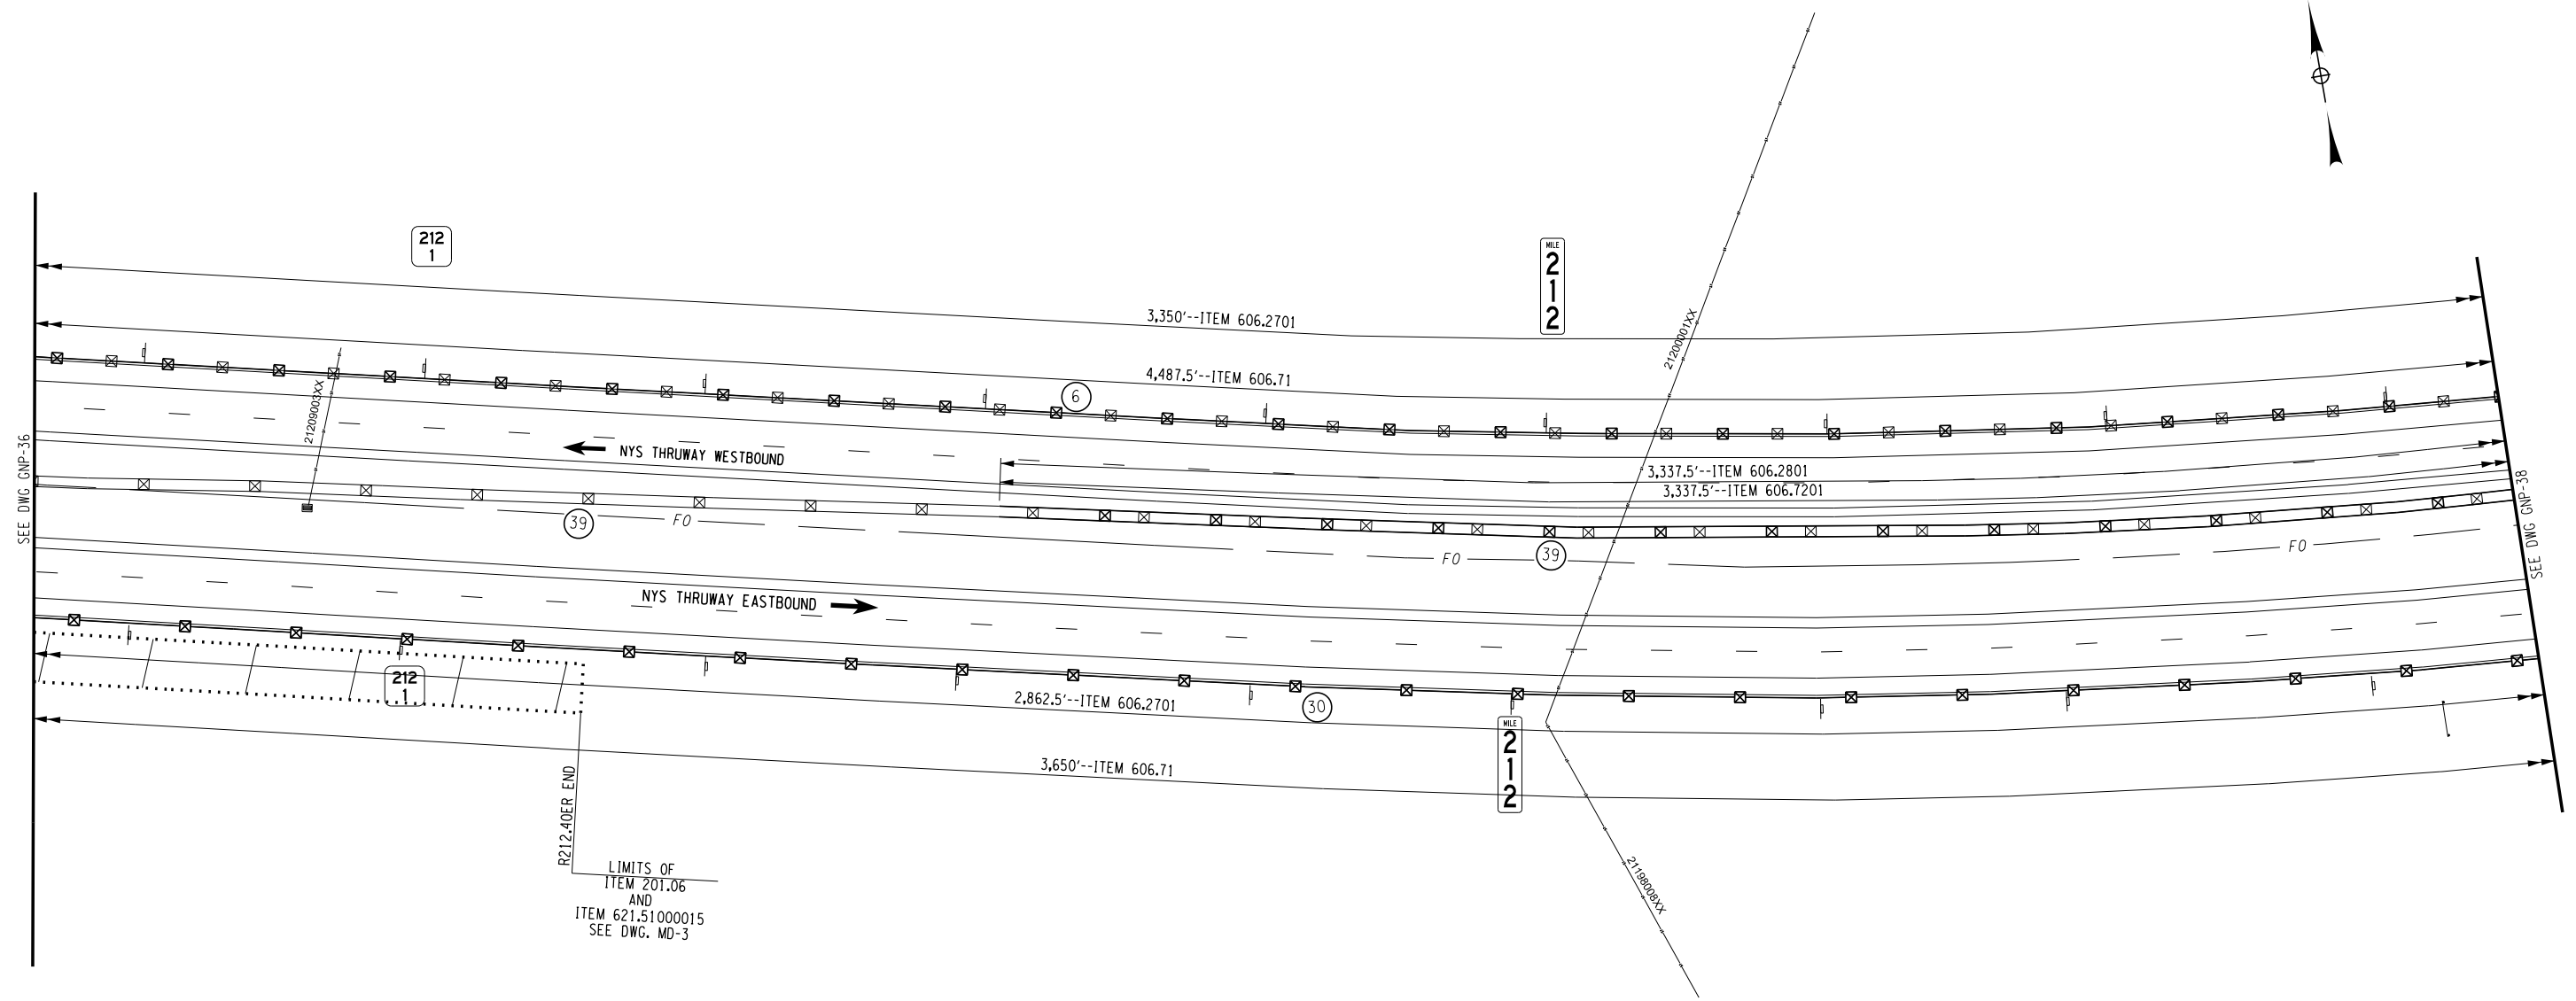 212
1
MILE
2
1
2
3,350'--ITEM 606.2701
21200001XX
4,487.5'--ITEM 606.71
6
21209003XX
SEE DWG GNP-36
NYS THRUWAY WESTBOUND
3,337.5'--ITEM 606.2801
3,337.5'--ITEM 606.7201
SEE DWG GNP-38
39
FO
FO
39
FO
NYS THRUWAY EASTBOUND
212
1
2,862.5'--ITEM 606.2701
30
MILE
2
1
2
3,650'--ITEM 606.71
R212.40ER END
LIMITS OF
ITEM 201.06
AND
ITEM 621.51000015
SEE DWG. MD-3
21198008XX